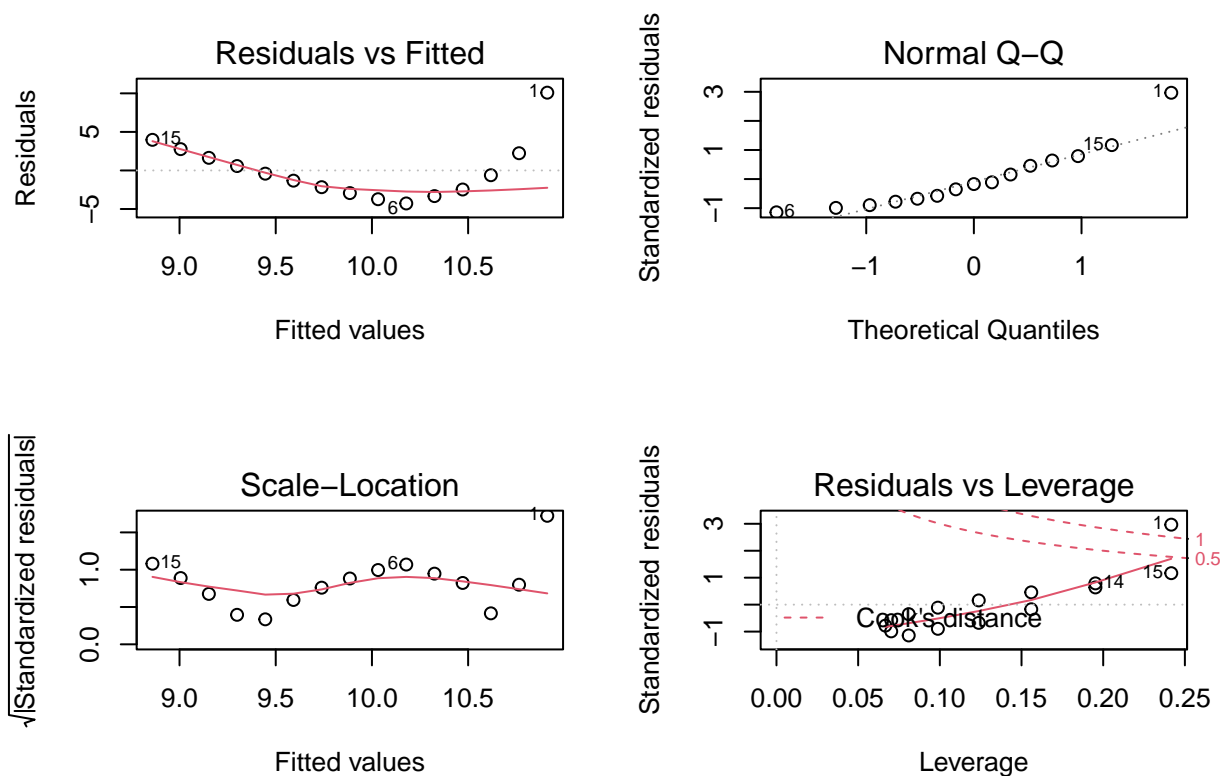 Residuals vs Fitted
Residuals
5
−5
1
15
6
9.0 9.5 10.0 10.5
Fitted values
Normal Q−Q
Standardized residuals
3
1
−1
1
15
6
−1 0 1
Theoretical Quantiles
Scale−Location
√|Standardized residuals|
1.0
0.0
1
15
6
9.0 9.5 10.0 10.5
Fitted values
Residuals vs Leverage
Standardized residuals
3
1
−1
1
1
0.5
15
14
Cook's distance
0.00 0.05 0.10 0.15 0.20 0.25
Leverage